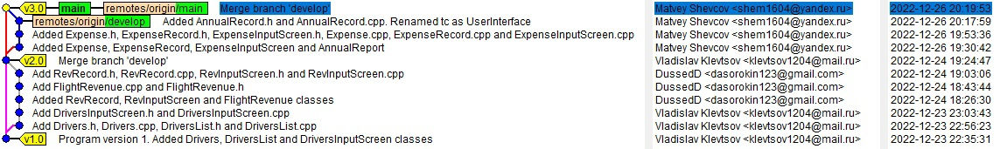 v3.0 main remotes/origin/main Merge branch 'develop' Matvey Shevcov <shem1604@yandex.ru> 2022-12-26 20:19:53
remotes/origin/develop Added AnnualRecord.h and AnnualRecord.cpp. Renamed tc as UserInterface Matvey Shevcov <shem1604@yandex.ru> 2022-12-26 20:17:59
Added Expense.h, ExpenseRecord.h, ExpenseInputScreen.h, Expense.cpp, ExpenseRecord.cpp and ExpenseInputScreen.cpp Matvey Shevcov <shem1604@yandex.ru> 2022-12-26 19:53:36
Added Expense, ExpenseRecord, ExpenseInputScreen and AnnualReport Matvey Shevcov <shem1604@yandex.ru> 2022-12-26 19:30:42
v2.0 Merge branch 'develop' Vladislav Klevtsov <klevtsov1204@mail.ru> 2022-12-24 19:24:47
Add RevRecord.h, RevRecord.cpp, RevInputScreen.h and RevInputScreen.cpp DussedD <dasorokin123@gmail.com> 2022-12-24 19:03:06
Add FlightRevenue.cpp and FlightRevenue.h DussedD <dasorokin123@gmail.com> 2022-12-24 18:43:44
Added RevRecord, RevInputScreen and FlightRevenue classes DussedD <dasorokin123@gmail.com> 2022-12-24 18:26:30
Add DriversInputScreen.h and DriversInputScreen.cpp Vladislav Klevtsov <klevtsov1204@mail.ru> 2022-12-23 23:03:43
Add Drivers.h, Drivers.cpp, DriversList.h and DriversList.cpp Vladislav Klevtsov <klevtsov1204@mail.ru> 2022-12-23 22:56:23
v1.0 Program version 1. Added Drivers, DriversList and DriversInputScreen classes Vladislav Klevtsov <klevtsov1204@mail.ru> 2022-12-23 22:35:31